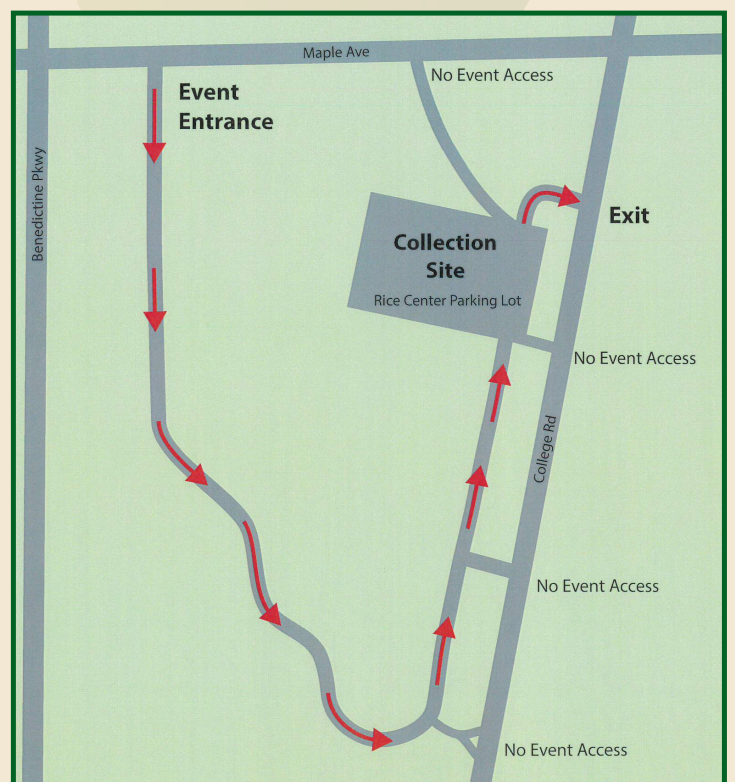 Maple Ave
No Event Access
Event
Entrance
Benedictine Pkwy
Exit
Collection
Site
Rice Center Parking Lot
No Event Access
College Rd
No Event Access
No Event Access